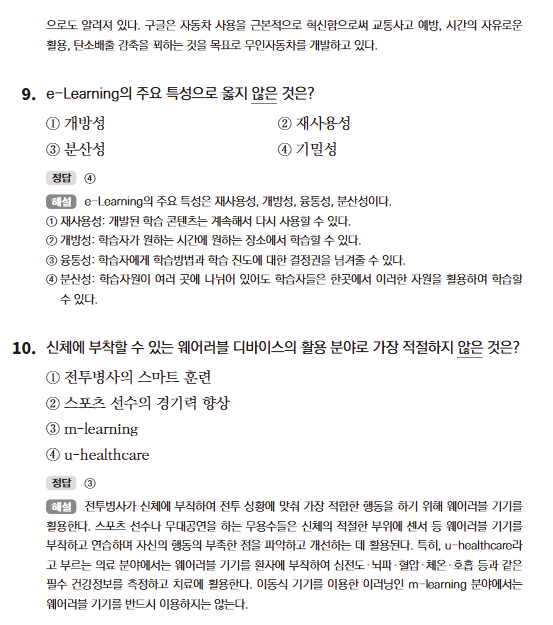 으로도 알려져 있다. 구글은 자동차 사용을 근본적으로 혁신함으로써 교통사고 예방, 시간의 자유로운
활용, 탄소배출 감축을 꾀하는 것을 목표로 무인자동차를 개발하고 있다.
9. e-Learning의 주요 특성으로 옳지 않은 것은?
① 개방성 ② 재사용성
③ 분산성 ④ 기밀성
정답 ④
해설 e-Learning의 주요 특성은 재사용성, 개방성, 융통성, 분산성이다.
① 재사용성: 개발된 학습 콘텐츠는 계속해서 다시 사용할 수 있다.
② 개방성: 학습자가 원하는 시간에 원하는 장소에서 학습할 수 있다.
③ 융통성: 학습자에게 학습방법과 학습 진도에 대한 결정권을 넘겨줄 수 있다.
④ 분산성: 학습자원이 여러 곳에 나뉘어 있어도 학습자들은 한곳에서 이러한 자원을 활용하여 학습할
수 있다.
10. 신체에 부착할 수 있는 웨어러블 디바이스의 활용 분야로 가장 적절하지 않은 것은?
① 전투병사의 스마트 훈련
② 스포츠 선수의 경기력 향상
③ m-learning
④ u-healthcare
정답 ③
해설 전투병사가 신체에 부착하여 전투 상황에 맞춰 가장 적합한 행동을 하기 위해 웨어러블 기기를
활용한다. 스포츠 선수나 무대공연을 하는 무용수들은 신체의 적절한 부위에 센서 등 웨어러블 기기를
부착하고 연습하며 자신의 행동의 부족한 점을 파악하고 개선하는 데 활용된다. 특히, u-healthcare라
고 부르는 의료 분야에서는 웨어러블 기기를 환자에 부착하여 심전도·뇌파·혈압·체온·호흡 등과 같은
필수 건강정보를 측정하고 치료에 활용한다. 이동식 기기를 이용한 이러닝인 m-learning 분야에서는
웨어러블 기기를 반드시 이용하지는 않는다.